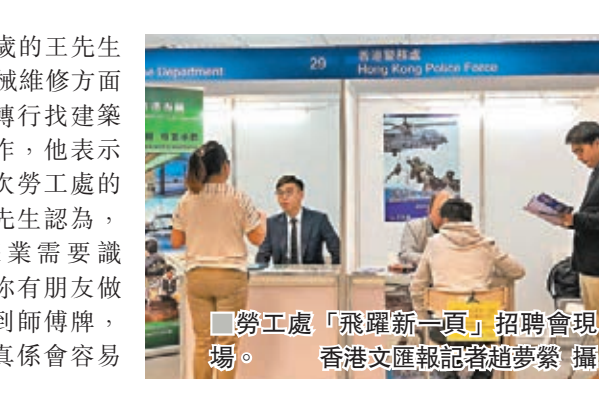 歲的王先生
械維修方面
轉行找建築
作，他表示
次勞工處的
先生認為，
業需要識
你有朋友做
到師傅牌，
真係會容易
Department
29
香港警務處
Hong Kong Police Force
■勞工處「飛躍新一頁」招聘會現
場。 香港文匯報記者趙夢縈 攝